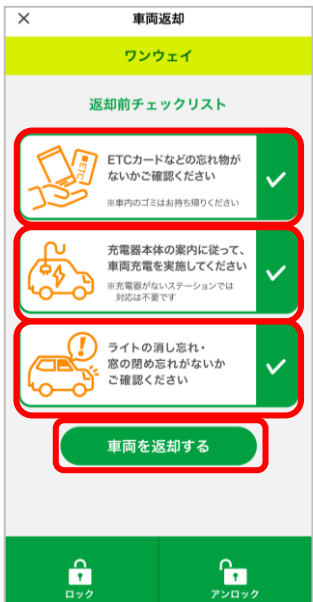 ×
車両返却
ワンウェイ
返却前チェックリスト
ETC
ETCカードなどの忘れ物が
ないかご確認ください
※車内のゴミはお持ち帰りください
充電器本体の案内に従って、
車両充電を実施してください
※充電器がないステーションでは
対応は不要です
ライトの消し忘れ・
窓の閉め忘れがないか
ご確認ください
車両を返却する
ロック
アンロック